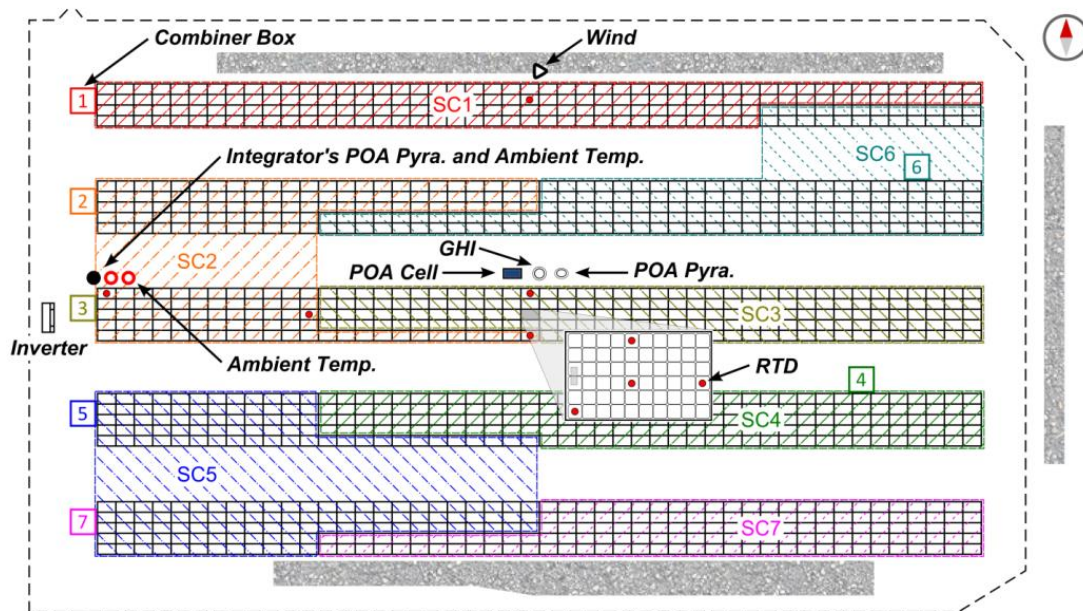 Combiner Box
Wind
1
SC1
Integrator's POA Pyra. and Ambient Temp.
SC6
6
2
SC2
GHI
POA Cell
POA Pyra.
3
SC3
Inverter
Ambient Temp.
RTD
4
5
SC4
SC5
7
SC7